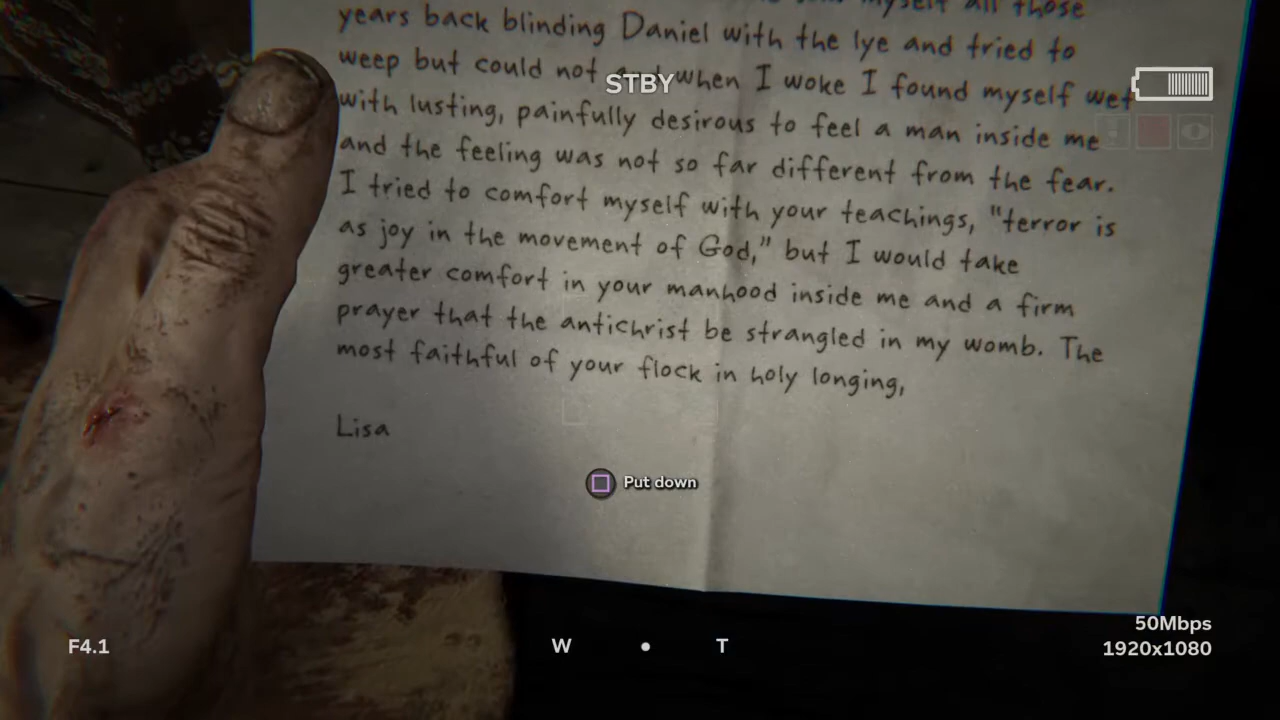 myself all those
years back blinding Daniel with the lye and tried to
weep but could not and when I woke I found myself wet
with lusting, painfully desirous to feel a man inside me
and the feeling was not so far different from the fear.
I tried to comfort myself with your teachings, "terror is
as joy in the movement of God," but I would take
greater comfort in your manhood inside me and a firm
prayer that the antichrist be strangled in my womb. The
most faithful of your flock in holy longing,
Lisa
STBY
Put down
F4.1
W
T
50Mbps
1920x1080